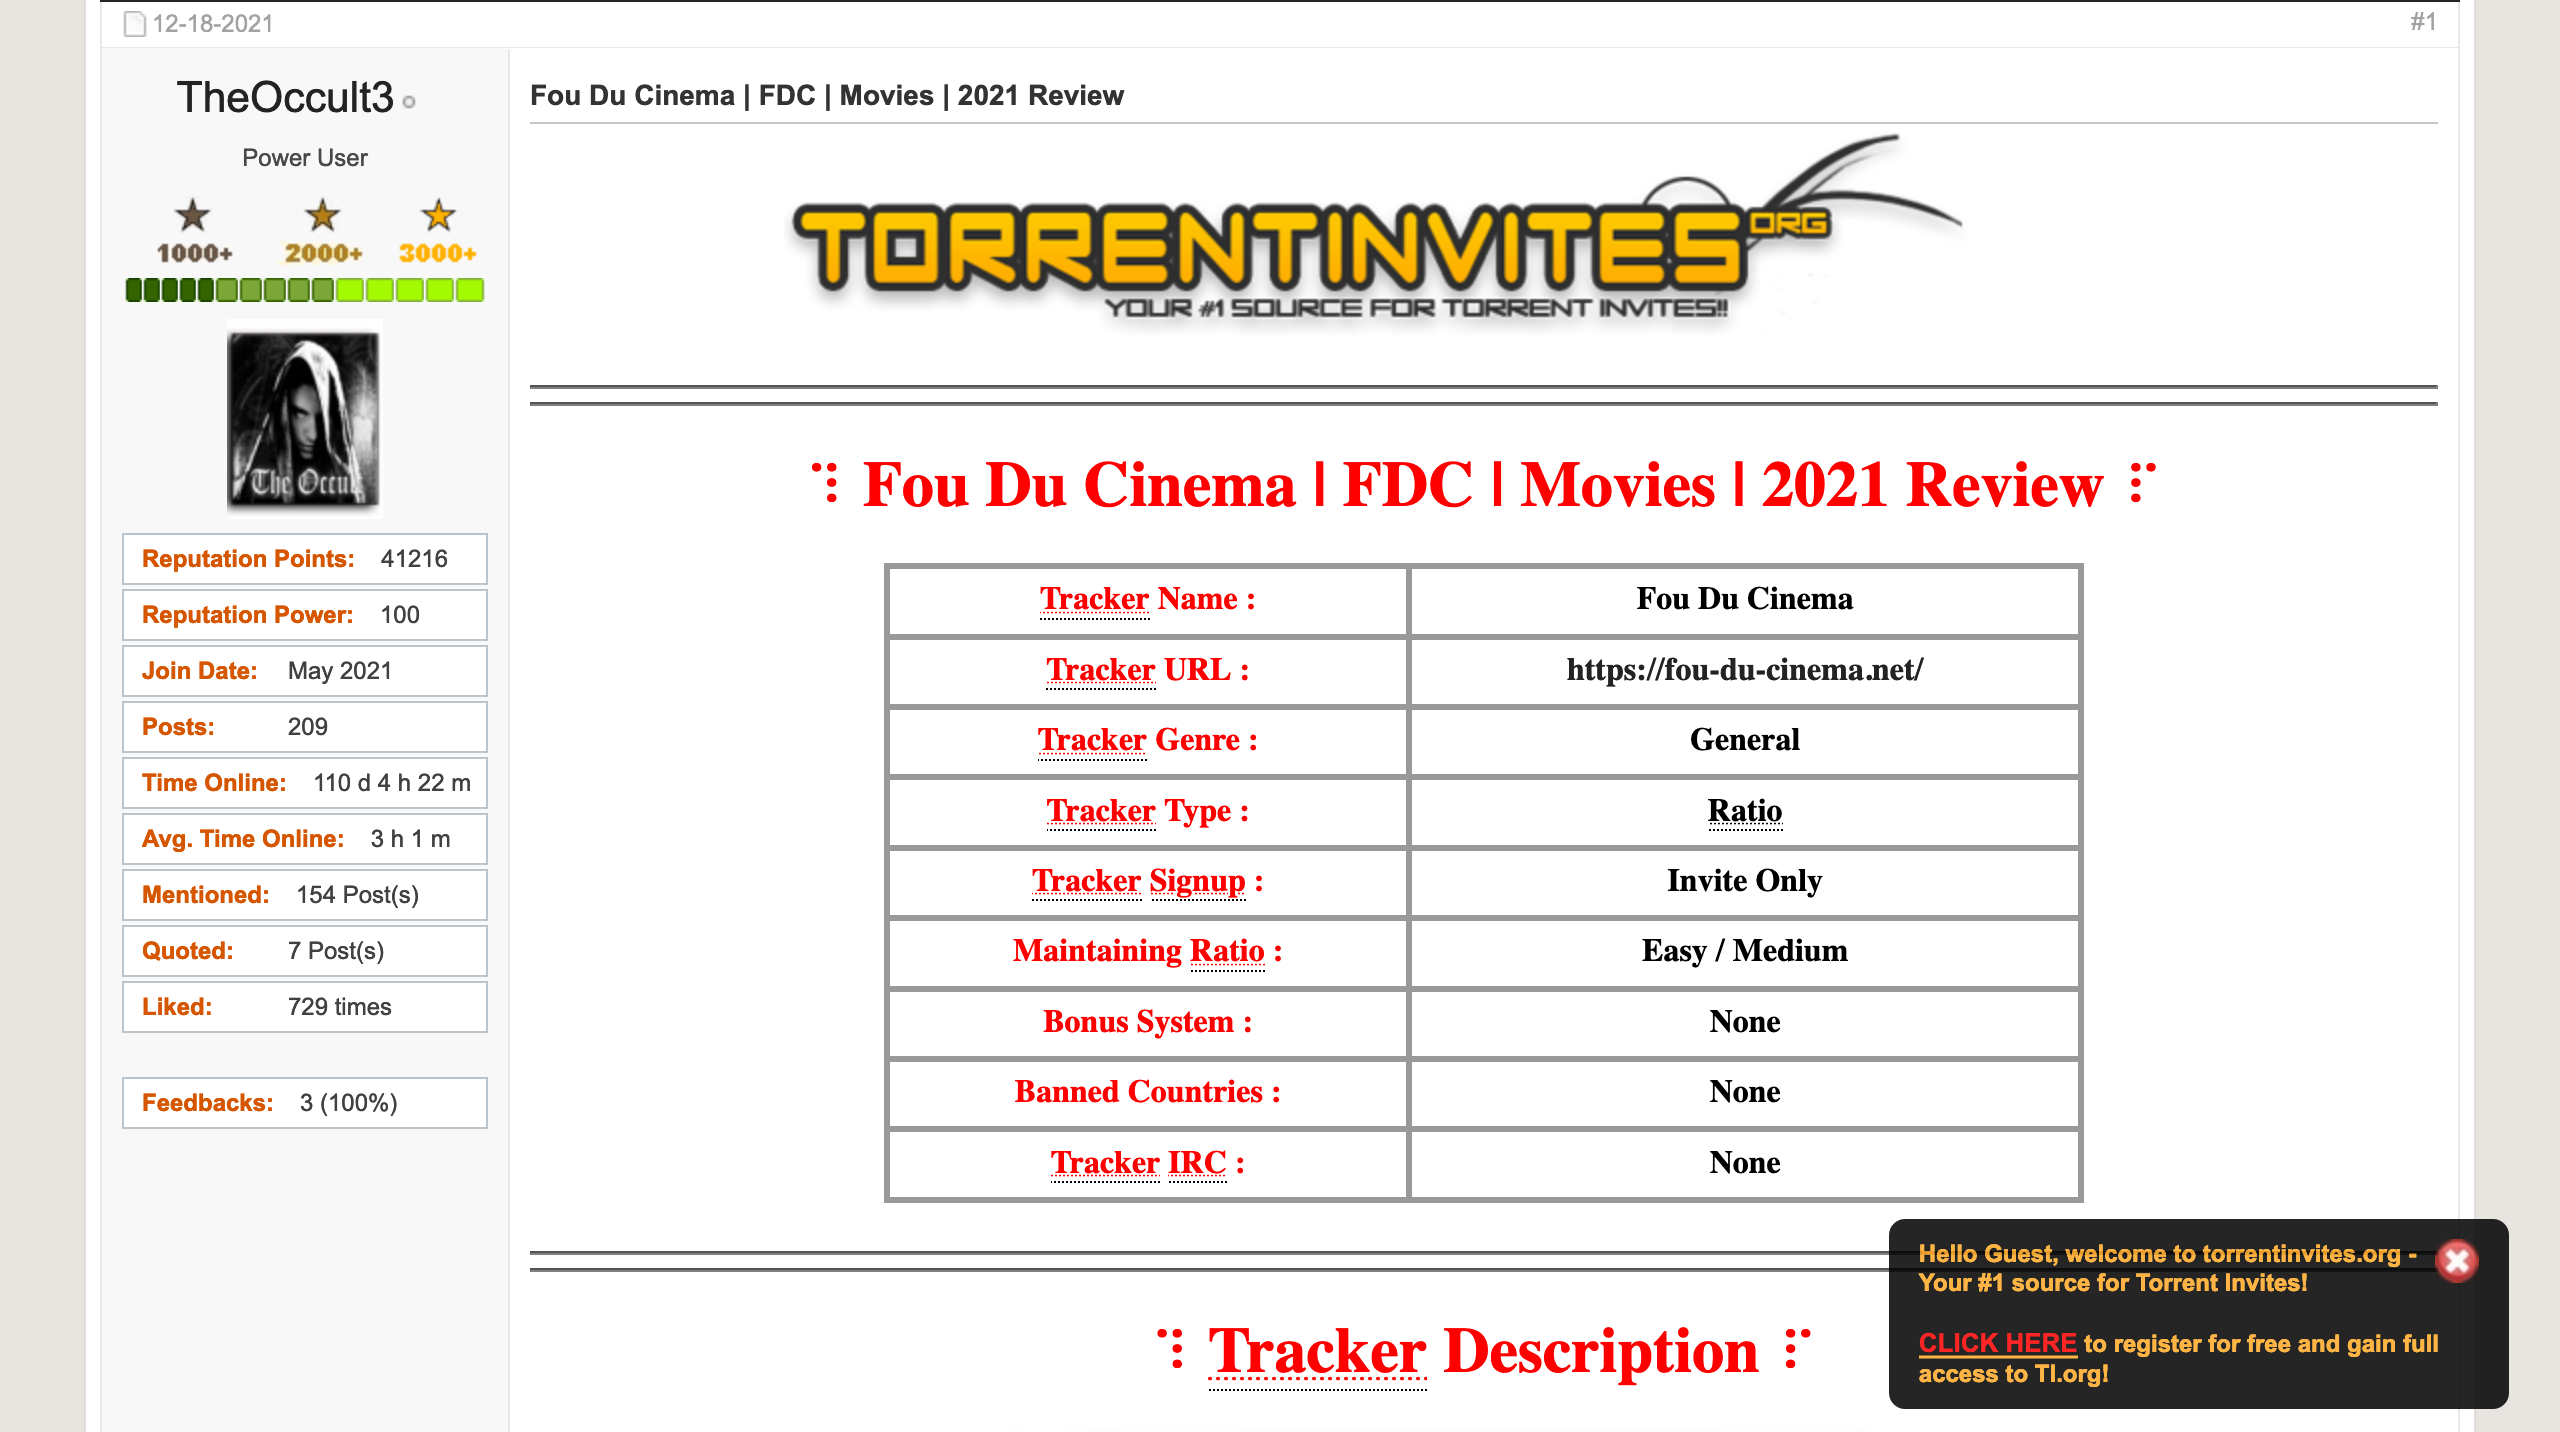 12-18-2021
#1
TheOccult3
Power User
1000+ 2000+ 3000+
The Occul
Reputation Points: 41216
Reputation Power: 100
Join Date: May 2021
Posts: 209
Time Online: 110 d 4 h 22 m
Avg. Time Online: 3 h 1 m
Mentioned: 154 Post(s)
Quoted: 7 Post(s)
Liked: 729 times
Feedbacks: 3 (100%)
Fou Du Cinema | FDC | Movies | 2021 Review
TORRENTINVITES ORG
YOUR #1 SOURCE FOR TORRENT INVITES!!
⠙⡇ Fou Du Cinema | FDC | Movies | 2021 Review ⢸⠋
Tracker Name : Fou Du Cinema
Tracker URL : https://fou-du-cinema.net/
Tracker Genre : General
Tracker Type : Ratio
Tracker Signup : Invite Only
Maintaining Ratio : Easy / Medium
Bonus System : None
Banned Countries : None
Tracker IRC : None
Tracker Description
Hello Guest, welcome to torrentinvites.org -
Your #1 source for Torrent Invites!
CLICK HERE to register for free and gain full
access to TI.org!